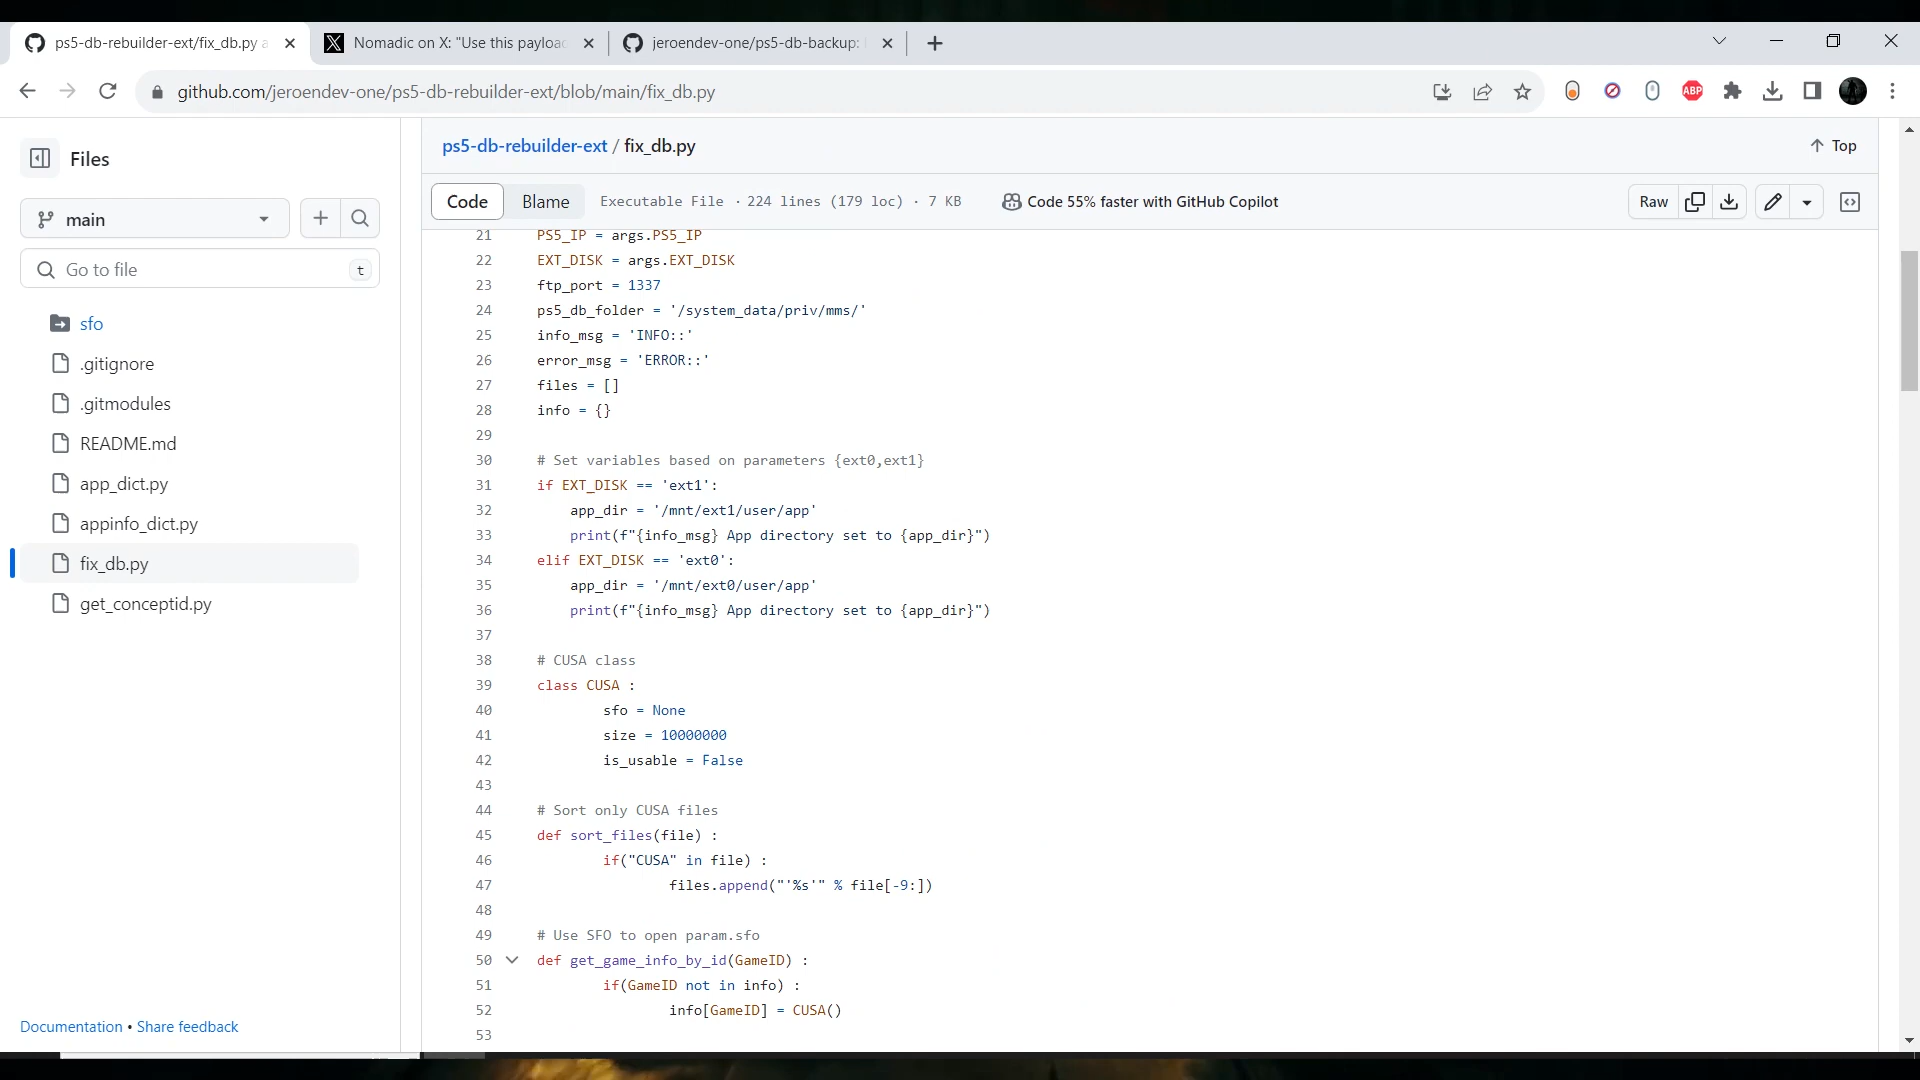 ps5-db-rebuilder-ext/fix_db.py a
Nomadic on X: "Use this payloa
jeroendev-one/ps5-db-backup:
github.com/jeroendev-one/ps5-db-rebuilder-ext/blob/main/fix_db.py
ABP
Files
main
Go to file
t
sfo
.gitignore
.gitmodules
README.md
app_dict.py
appinfo_dict.py
fix_db.py
get_conceptid.py
Documentation • Share feedback
ps5-db-rebuilder-ext / fix_db.py
Top
Code Blame Executable File · 224 lines (179 loc) · 7 KB Code 55% faster with GitHub Copilot Raw
21 PS5_IP = args.PS5_IP
22 EXT_DISK = args.EXT_DISK
23 ftp_port = 1337
24 ps5_db_folder = '/system_data/priv/mms/'
25 info_msg = 'INFO::'
26 error_msg = 'ERROR::'
27 files = []
28 info = {}
29
30 # Set variables based on parameters {ext0,ext1}
31 if EXT_DISK == 'ext1':
32 app_dir = '/mnt/ext1/user/app'
33 print(f"{info_msg} App directory set to {app_dir}")
34 elif EXT_DISK == 'ext0':
35 app_dir = '/mnt/ext0/user/app'
36 print(f"{info_msg} App directory set to {app_dir}")
37
38 # CUSA class
39 class CUSA :
40 sfo = None
41 size = 10000000
42 is_usable = False
43
44 # Sort only CUSA files
45 def sort_files(file) :
46 if("CUSA" in file) :
47 files.append("'%s'" % file[-9:])
48
49 # Use SFO to open param.sfo
50 def get_game_info_by_id(GameID) :
51 if(GameID not in info) :
52 info[GameID] = CUSA()
53